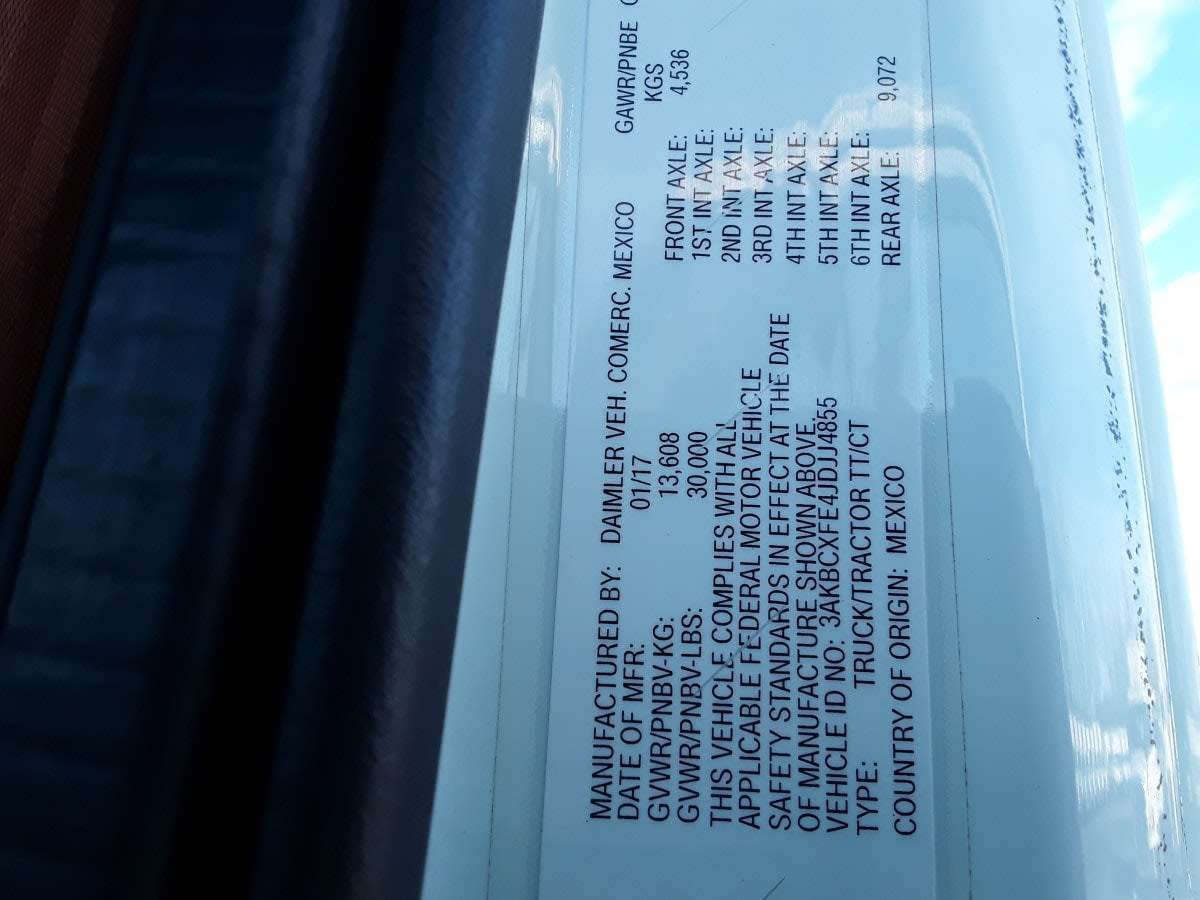 MANUFACTURED BY: DAIMLER VEH. COMERC. MEXICO
DATE OF MFR: 01/17
GVWR/PNBV-KG: 13,608
GVWR/PNBV-LBS: 30,000
THIS VEHICLE COMPLIES WITH ALL
APPLICABLE FEDERAL MOTOR VEHICLE
SAFETY STANDARDS IN EFFECT AT THE DATE
OF MANUFACTURE SHOWN ABOVE.
VEHICLE ID NO: 3AKBCXFE4JDJJ4855
TYPE: TRUCK/TRACTOR TT/CT
COUNTRY OF ORIGIN: MEXICO
GAWR/PNBE
KGS
FRONT AXLE: 4,536
1ST INT AXLE:
2ND INT AXLE:
3RD INT AXLE:
4TH INT AXLE:
5TH INT AXLE:
6TH INT AXLE:
REAR AXLE: 9,072